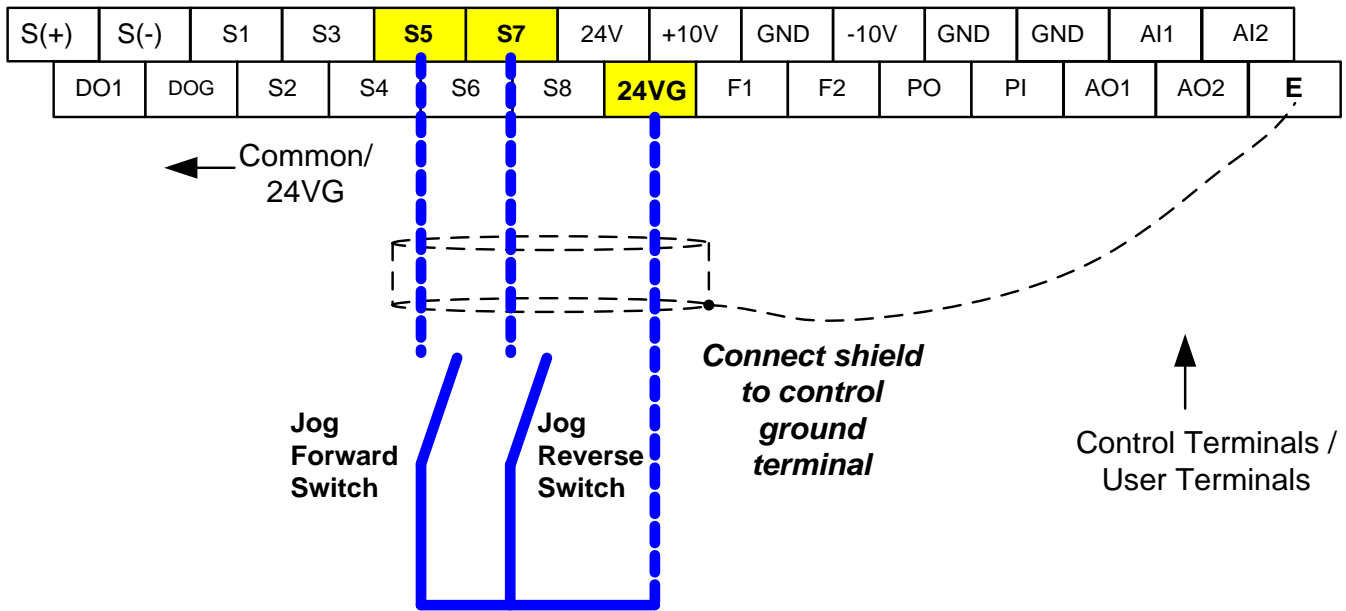 S(+) S(-) S1 S3 S5 S7 24V +10V GND -10V GND GND AI1 AI2
DO1 DOG S2 S4 S6 S8 24VG F1 F2 PO PI AO1 AO2 E
Common/
24VG
Connect shield
to control
ground
terminal
Jog
Forward
Switch
Jog
Reverse
Switch
Control Terminals /
User Terminals